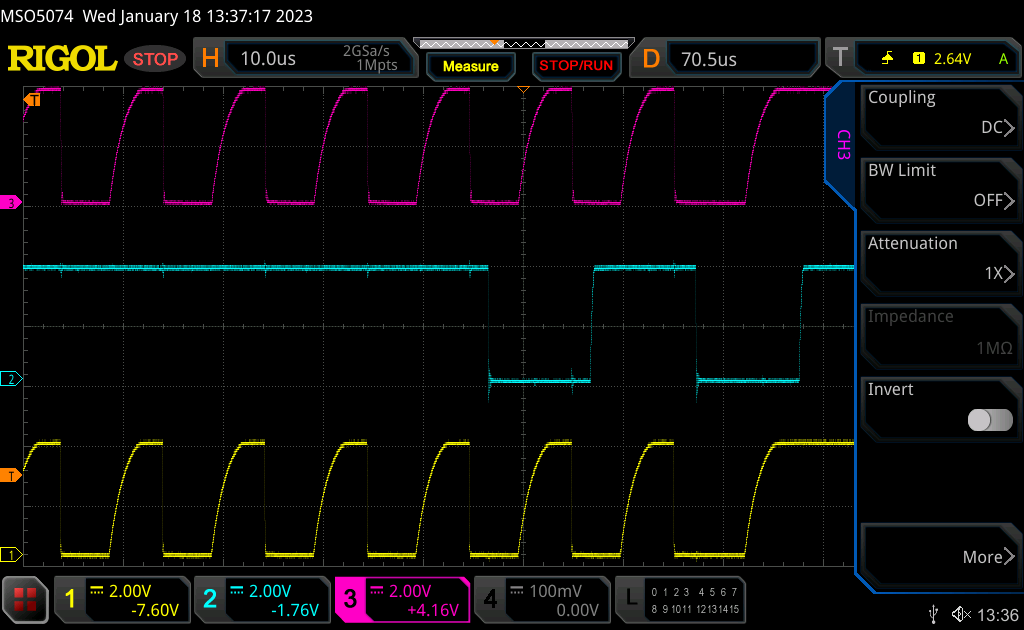 MSO5074 Wed January 18 13:37:17 2023
RIGOL STOP H 10.0us 2GSa/s 1Mpts Measure STOP/RUN D 70.5us T 1 2.64V A
T
Coupling
DC
CH3
BW Limit
OFF
3
Attenuation
1X
Impedance
1MΩ
2
Invert
T
1
More
1 2.00V -7.60V
2 2.00V -1.76V
3 2.00V +4.16V
4 100mV 0.00V
L 0 1 2 3 4 5 6 7
8 9 10 11 12 13 14 15
13:36